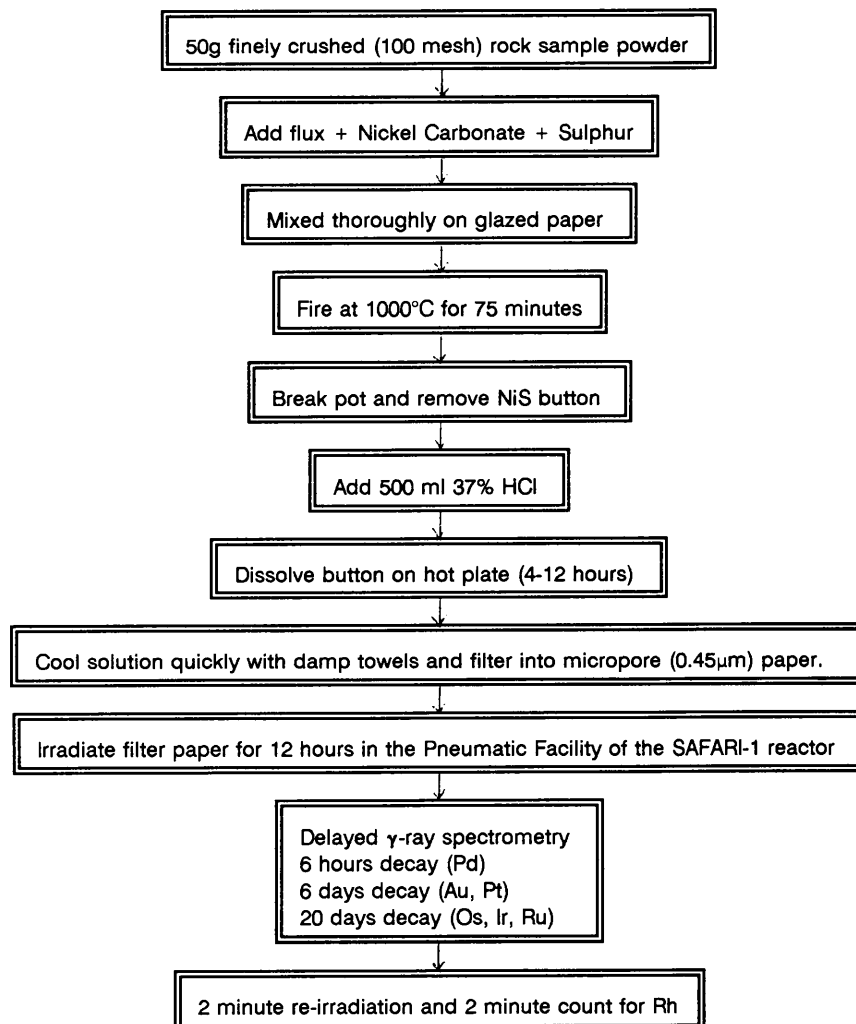 50g finely crushed (100 mesh) rock sample powder
Add flux + Nickel Carbonate + Sulphur
Mixed thoroughly on glazed paper
Fire at 1000°C for 75 minutes
Break pot and remove NiS button
Add 500 ml 37% HCl
Dissolve button on hot plate (4-12 hours)
Cool solution quickly with damp towels and filter into micropore (0.45μm) paper.
Irradiate filter paper for 12 hours in the Pneumatic Facility of the SAFARI-1 reactor
Delayed γ-ray spectrometry
6 hours decay (Pd)
6 days decay (Au, Pt)
20 days decay (Os, Ir, Ru)
2 minute re-irradiation and 2 minute count for Rh